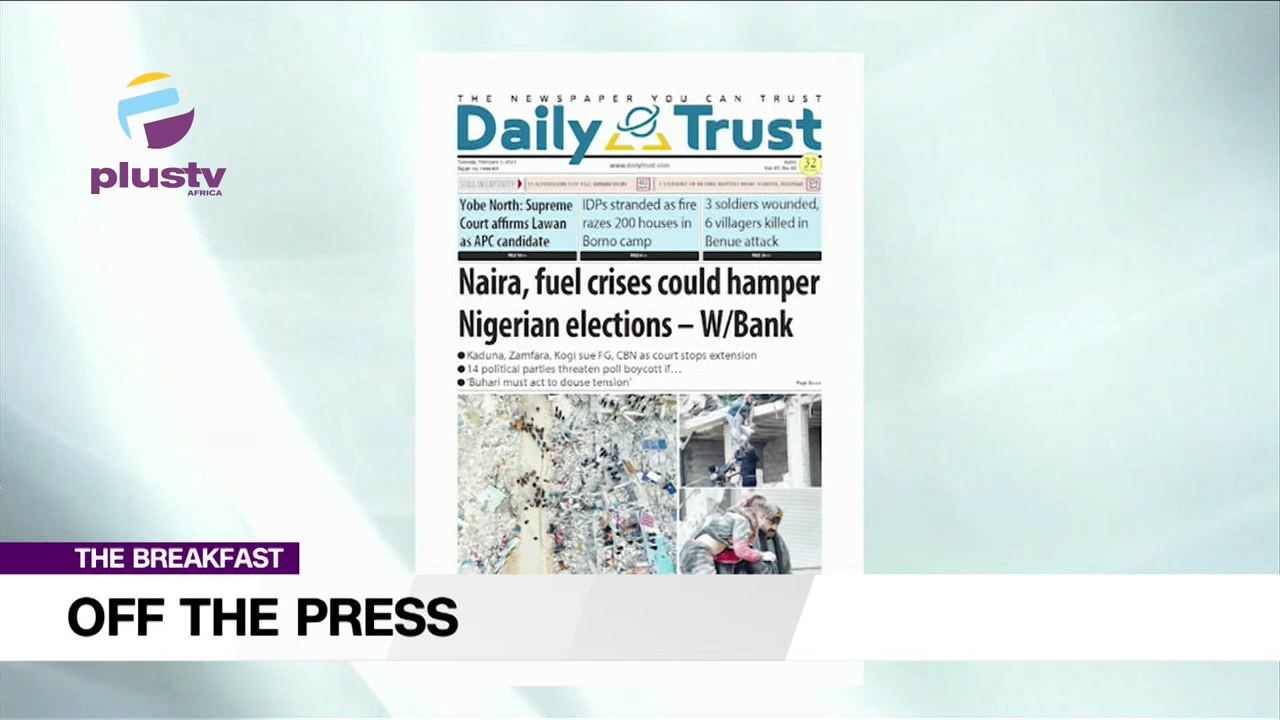 plustv
AFRICA
THE NEWSPAPER YOU CAN TRUST
Daily Trust
www.dailytrust.com
32
STILL IN CAPTIVITY
Yobe North: Supreme
Court affirms Lawan
as APC candidate
IDPs stranded as fire
razes 200 houses in
Borno camp
3 soldiers wounded,
6 villagers killed in
Benue attack
Naira, fuel crises could hamper
Nigerian elections – W/Bank
Kaduna, Zamfara, Kogi sue FG, CBN as court stops extension
14 political parties threaten poll boycott if…
‘Buhari must act to douse tension’
THE BREAKFAST
OFF THE PRESS